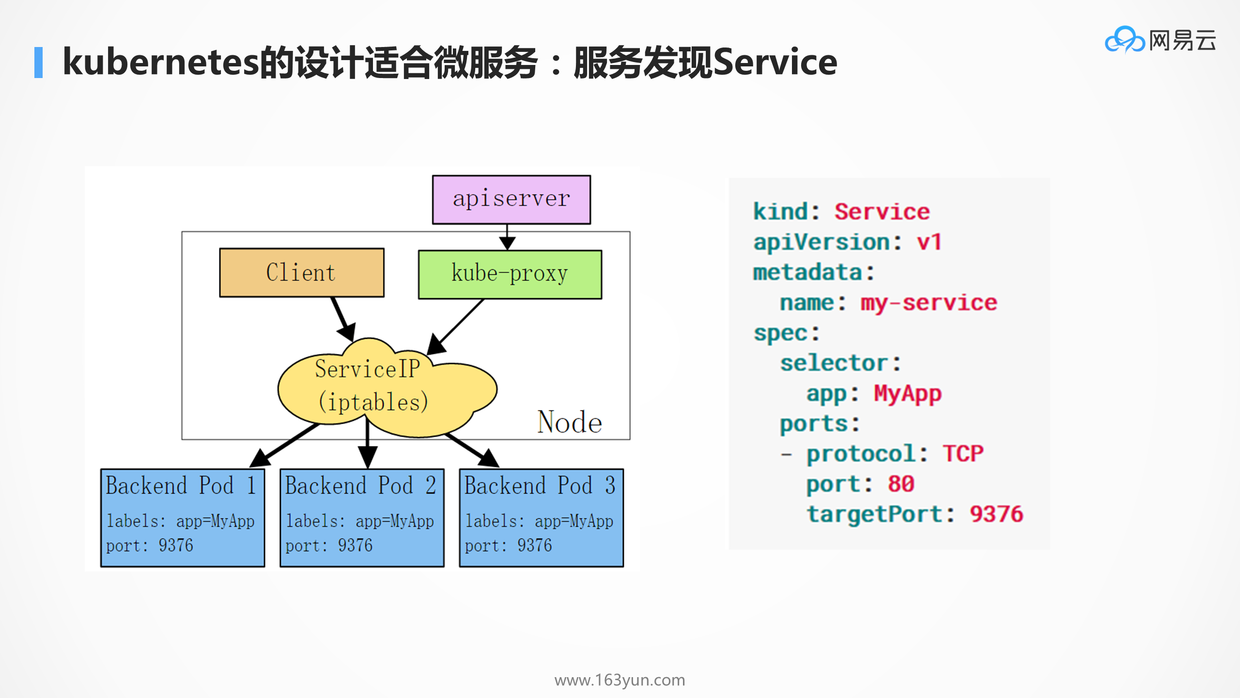 kubernetes的设计适合微服务：服务发现Service
网易云
apiserver
Client
kube-proxy
ServiceIP
(iptables)
Node
Backend Pod 1
labels: app=MyApp
port: 9376
Backend Pod 2
labels: app=MyApp
port: 9376
Backend Pod 3
labels: app=MyApp
port: 9376
kind: Service
apiVersion: v1
metadata:
  name: my-service
spec:
  selector:
    app: MyApp
  ports:
  - protocol: TCP
    port: 80
    targetPort: 9376
www.163yun.com